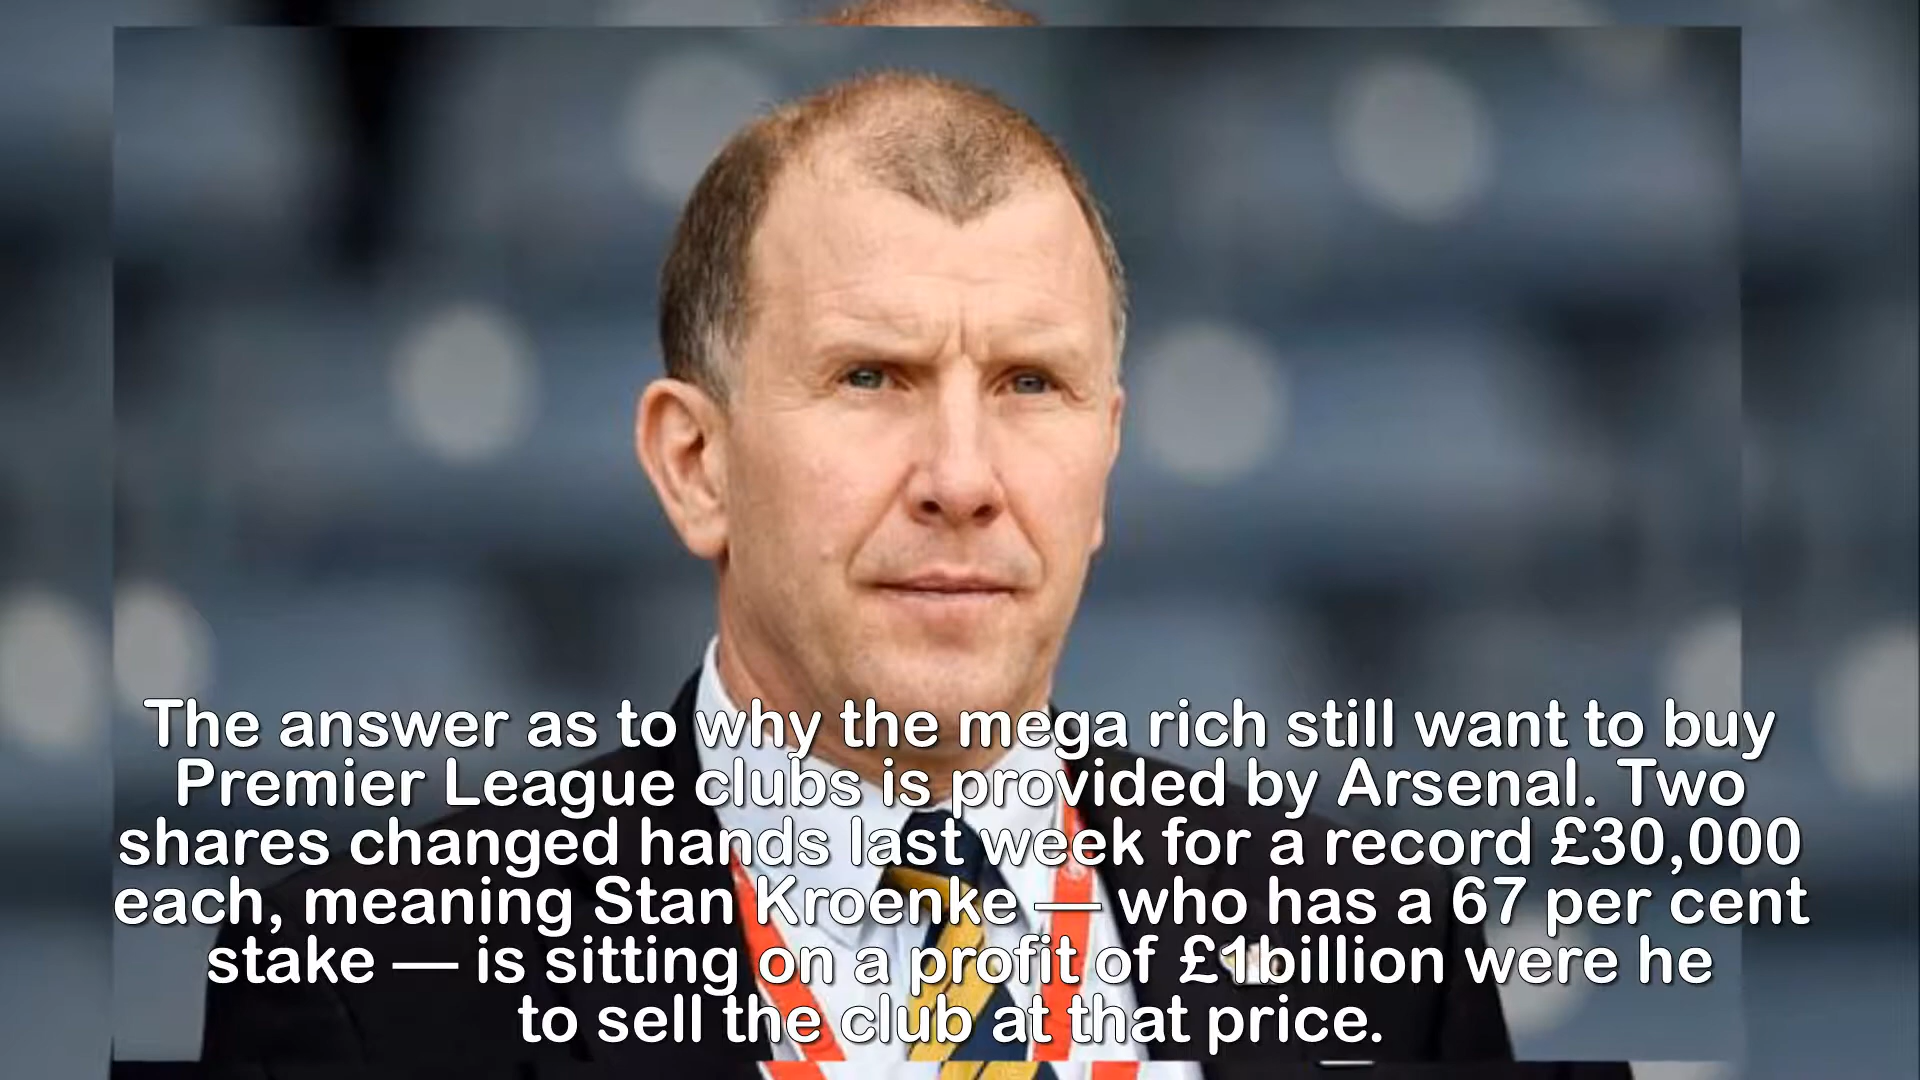 The answer as to why the mega rich still want to buy
Premier League clubs is provided by Arsenal. Two
shares changed hands last week for a record £30,000
each, meaning Stan Kroenke — who has a 67 per cent
stake — is sitting on a profit of £1billion were he
to sell the club at that price.